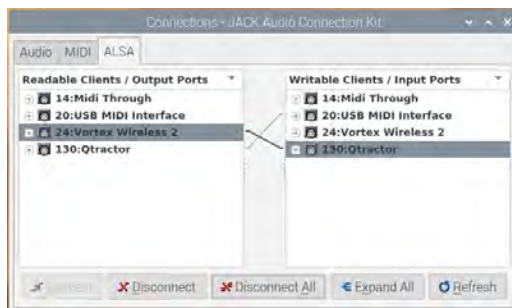 Connections - JACK Audio Connection Kit
Audio MIDI ALSA
Readable Clients / Output Ports
14:Midi Through
20:USB MIDI Interface
24:Vortex Wireless 2
130:Qtractor
Writable Clients / Input Ports
14:Midi Through
20:USB MIDI Interface
24:Vortex Wireless 2
130:Qtractor
Disconnect Disconnect All Expand All Refresh